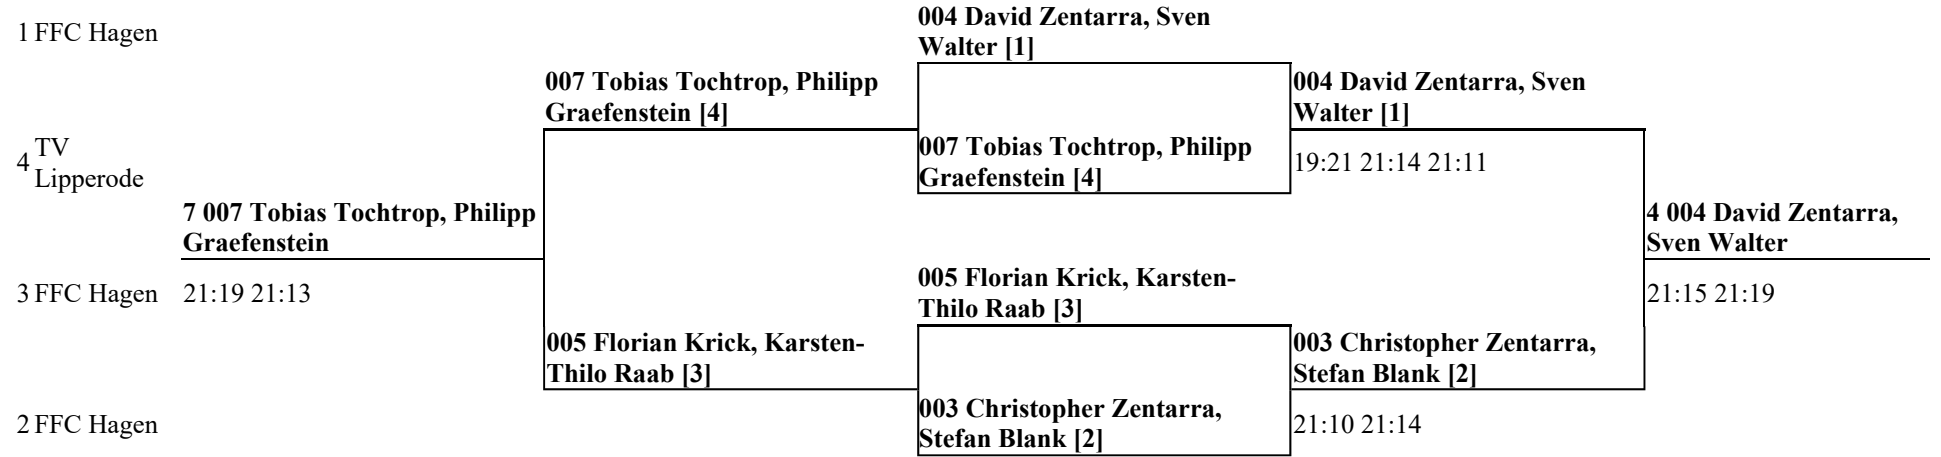 1 FFC Hagen
004 David Zentarra, Sven
Walter [1]
007 Tobias Tochtrop, Philipp
Graefenstein [4]
004 David Zentarra, Sven
Walter [1]
4 TV
Lipperode
007 Tobias Tochtrop, Philipp
Graefenstein [4]
19:21 21:14 21:11
7 007 Tobias Tochtrop, Philipp
Graefenstein
4 004 David Zentarra,
Sven Walter
3 FFC Hagen
21:19 21:13
005 Florian Krick, Karsten-
Thilo Raab [3]
21:15 21:19
005 Florian Krick, Karsten-
Thilo Raab [3]
003 Christopher Zentarra,
Stefan Blank [2]
2 FFC Hagen
003 Christopher Zentarra,
Stefan Blank [2]
21:10 21:14